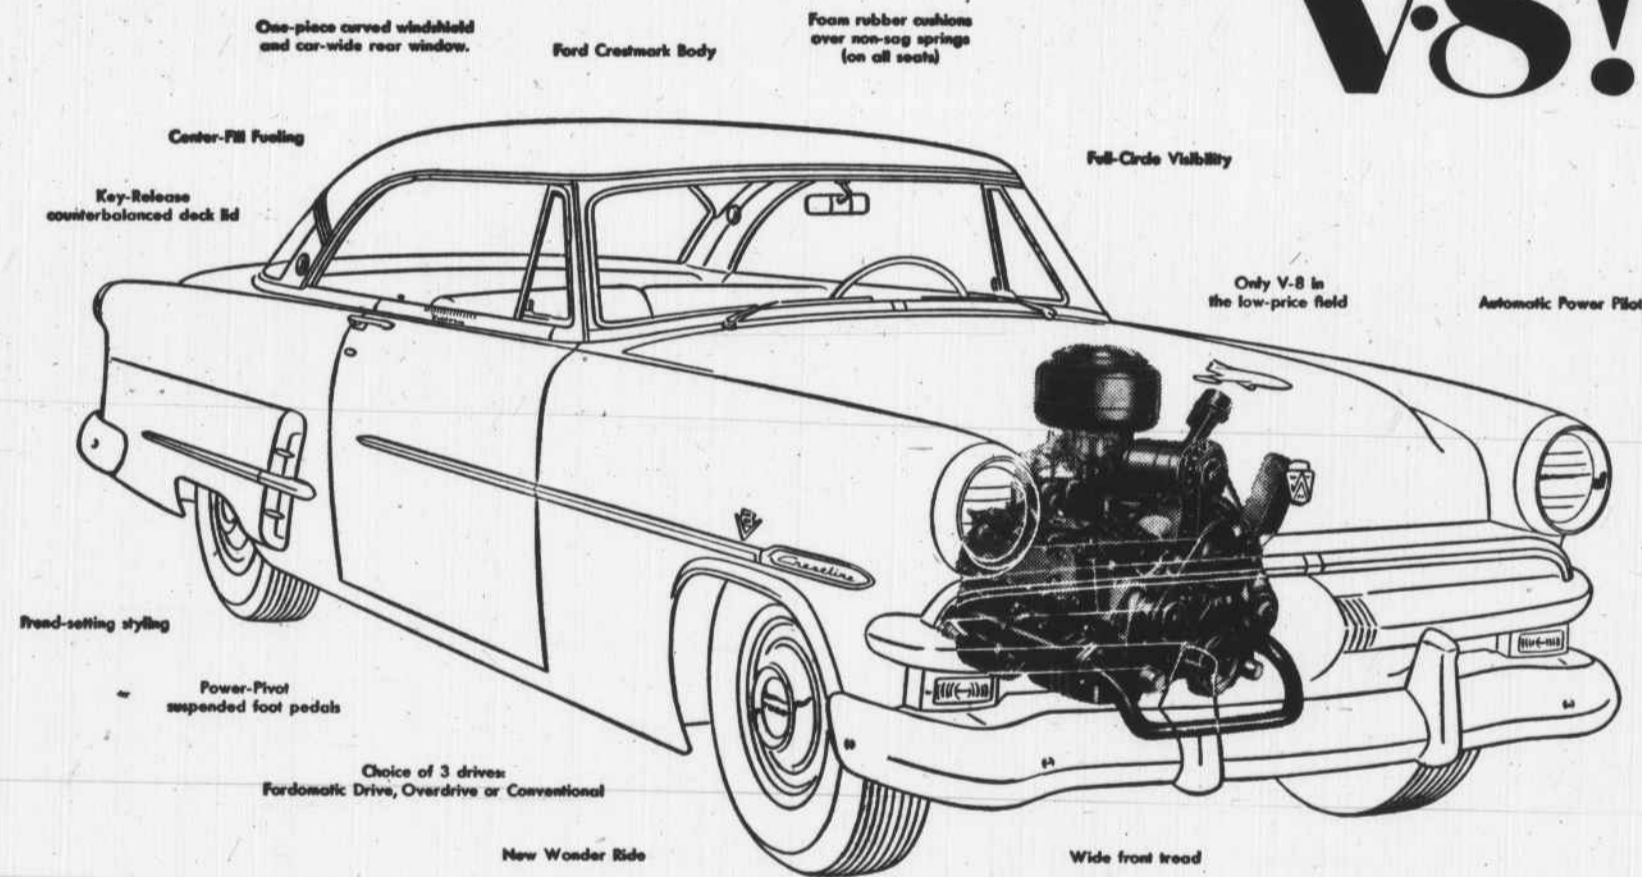 V-8!
One-piece curved windshield
and car-wide rear window.
Ford Crestmark Body
Foam rubber cushions
over non-sag springs
(on all seats)
Center-Fill Fueling
Full-Circle Visibility
Key-Release
counterbalanced deck lid
Only V-8 in
the low-price field
Automatic Power Pilot
Crestline
Trend-setting styling
Power-Pivot
suspended foot pedals
Choice of 3 drives:
Fordomatic Drive, Overdrive or Conventional
New Wonder Ride
Wide front tread